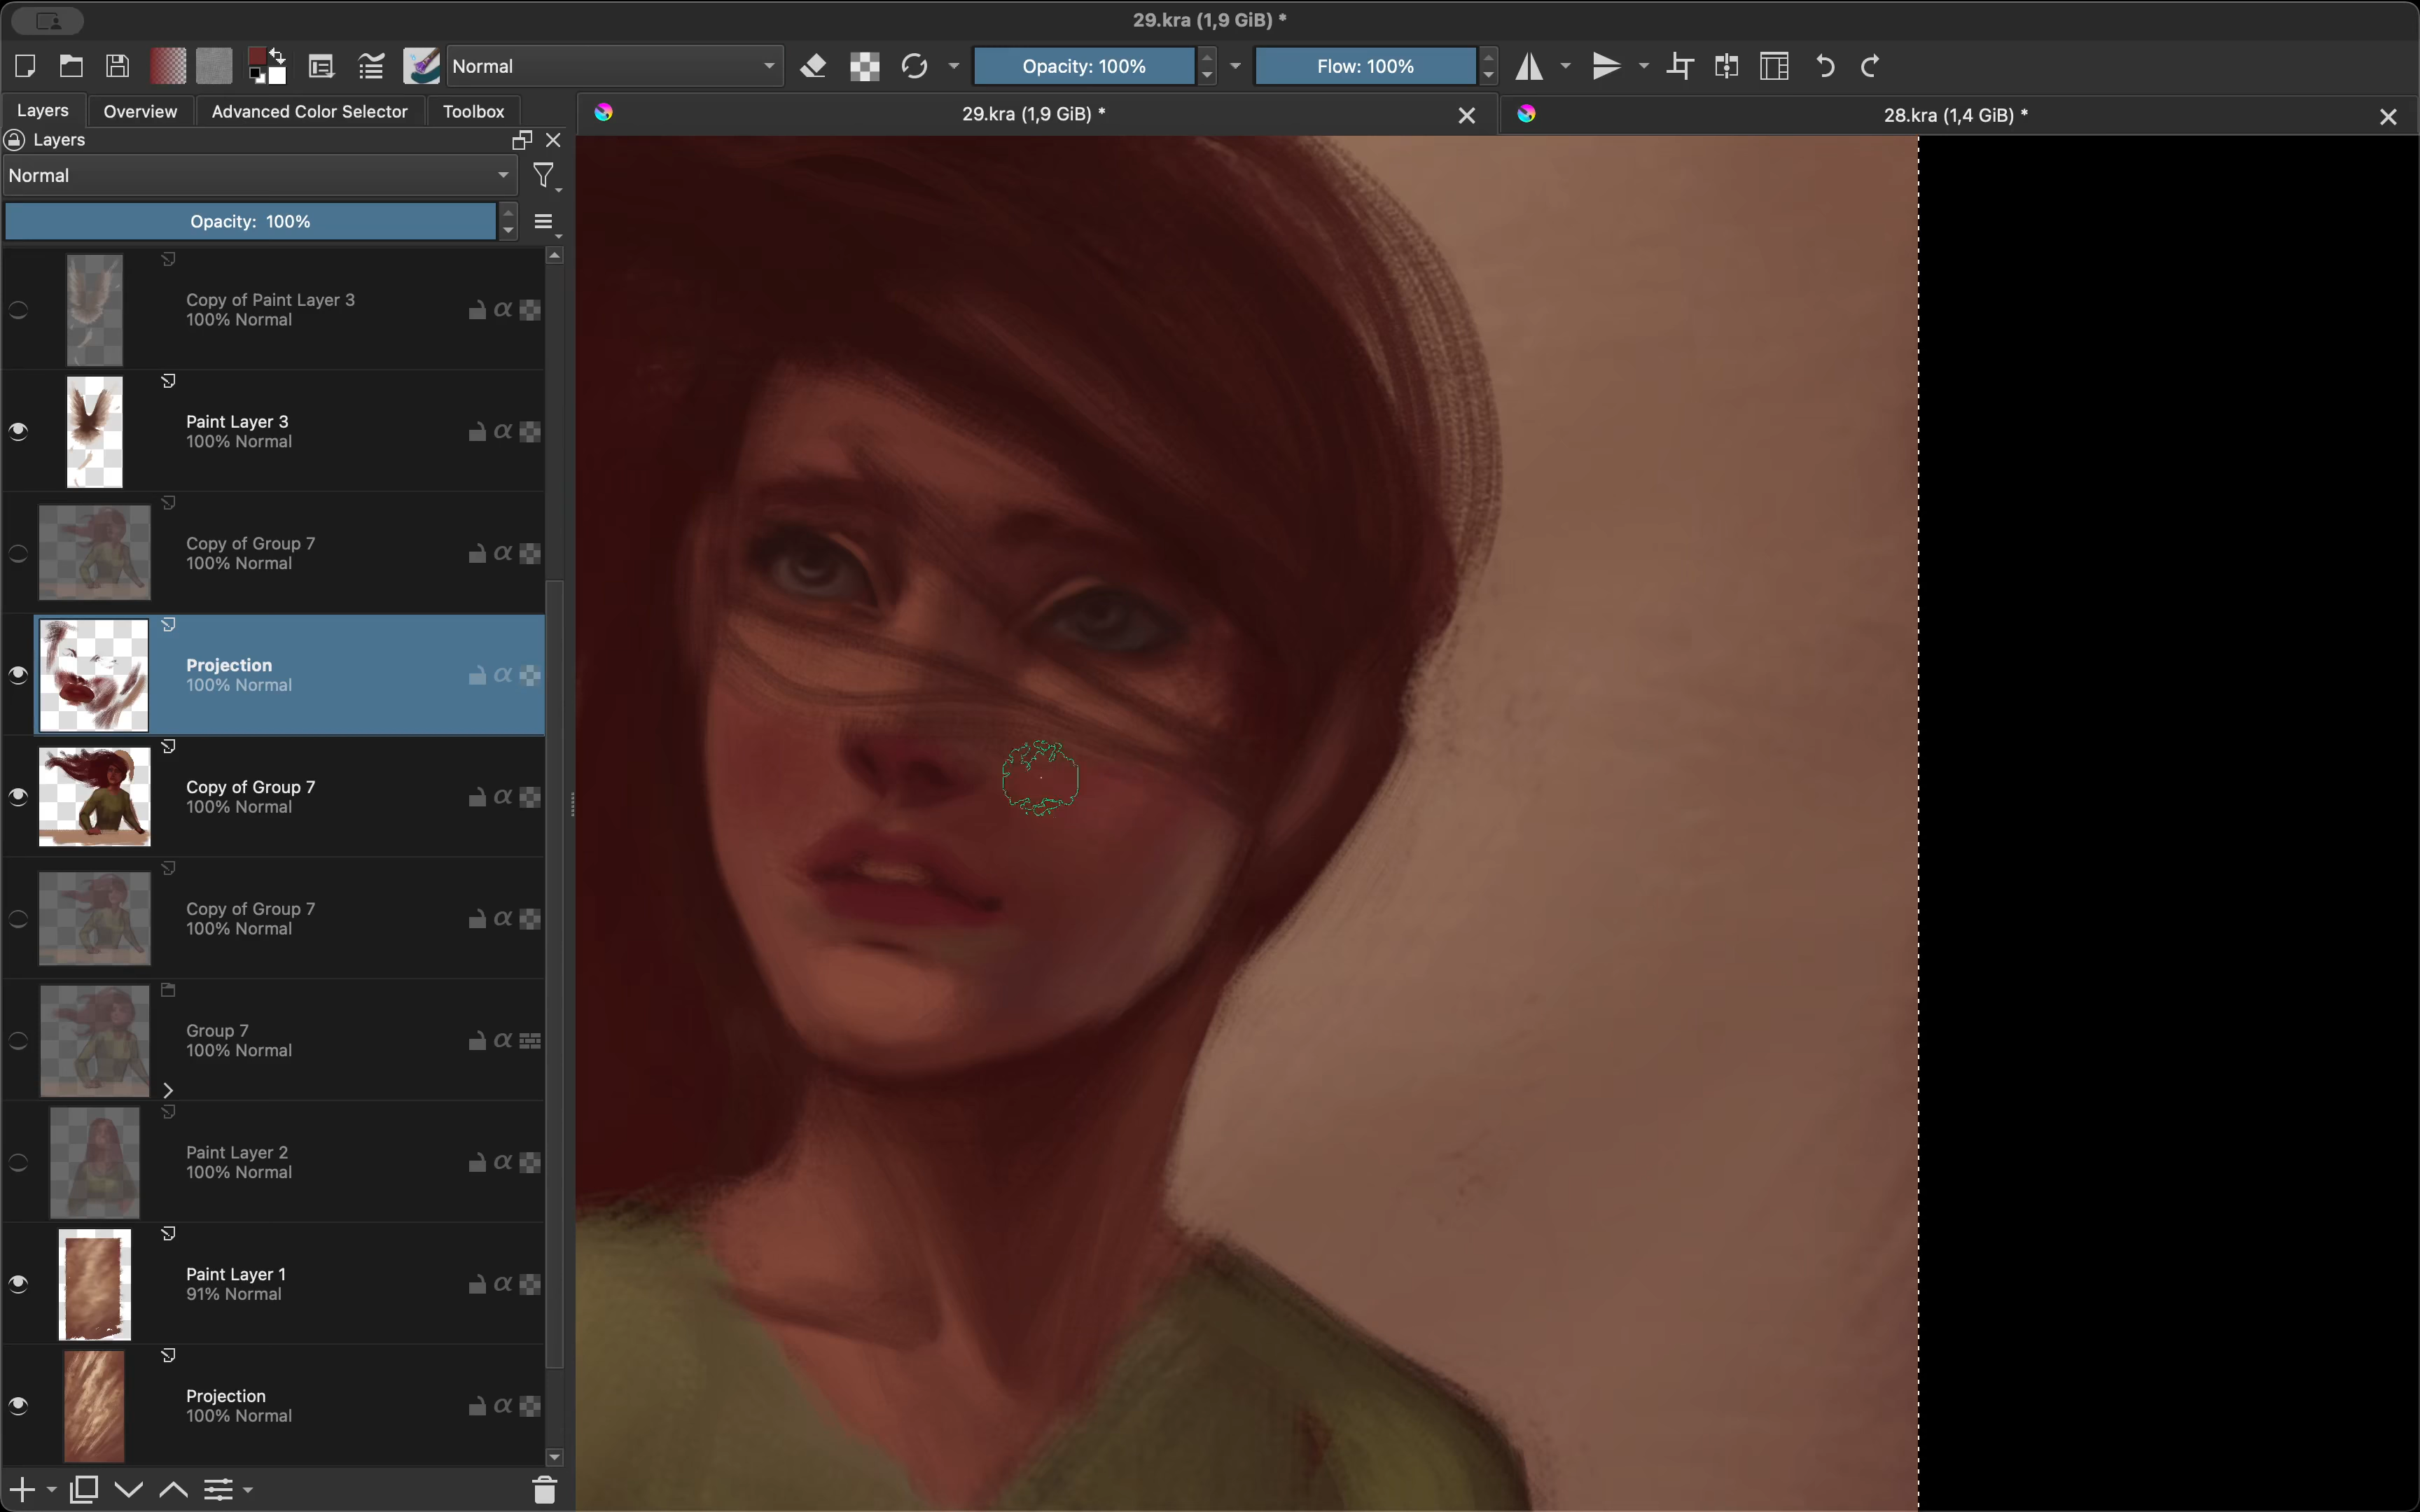 29.kra (1,9 GiB) *
Normal
Opacity: 100%
Flow: 100%
Layers
Overview
Advanced Color Selector
Toolbox
29.kra (1,9 GiB) *
28.kra (1,4 GiB) *
Layers
Normal
Opacity: 100%
Copy of Paint Layer 3
100% Normal
Paint Layer 3
100% Normal
Copy of Group 7
100% Normal
Projection
100% Normal
Copy of Group 7
100% Normal
Copy of Group 7
100% Normal
Group 7
100% Normal
Paint Layer 2
100% Normal
Paint Layer 1
91% Normal
Projection
100% Normal